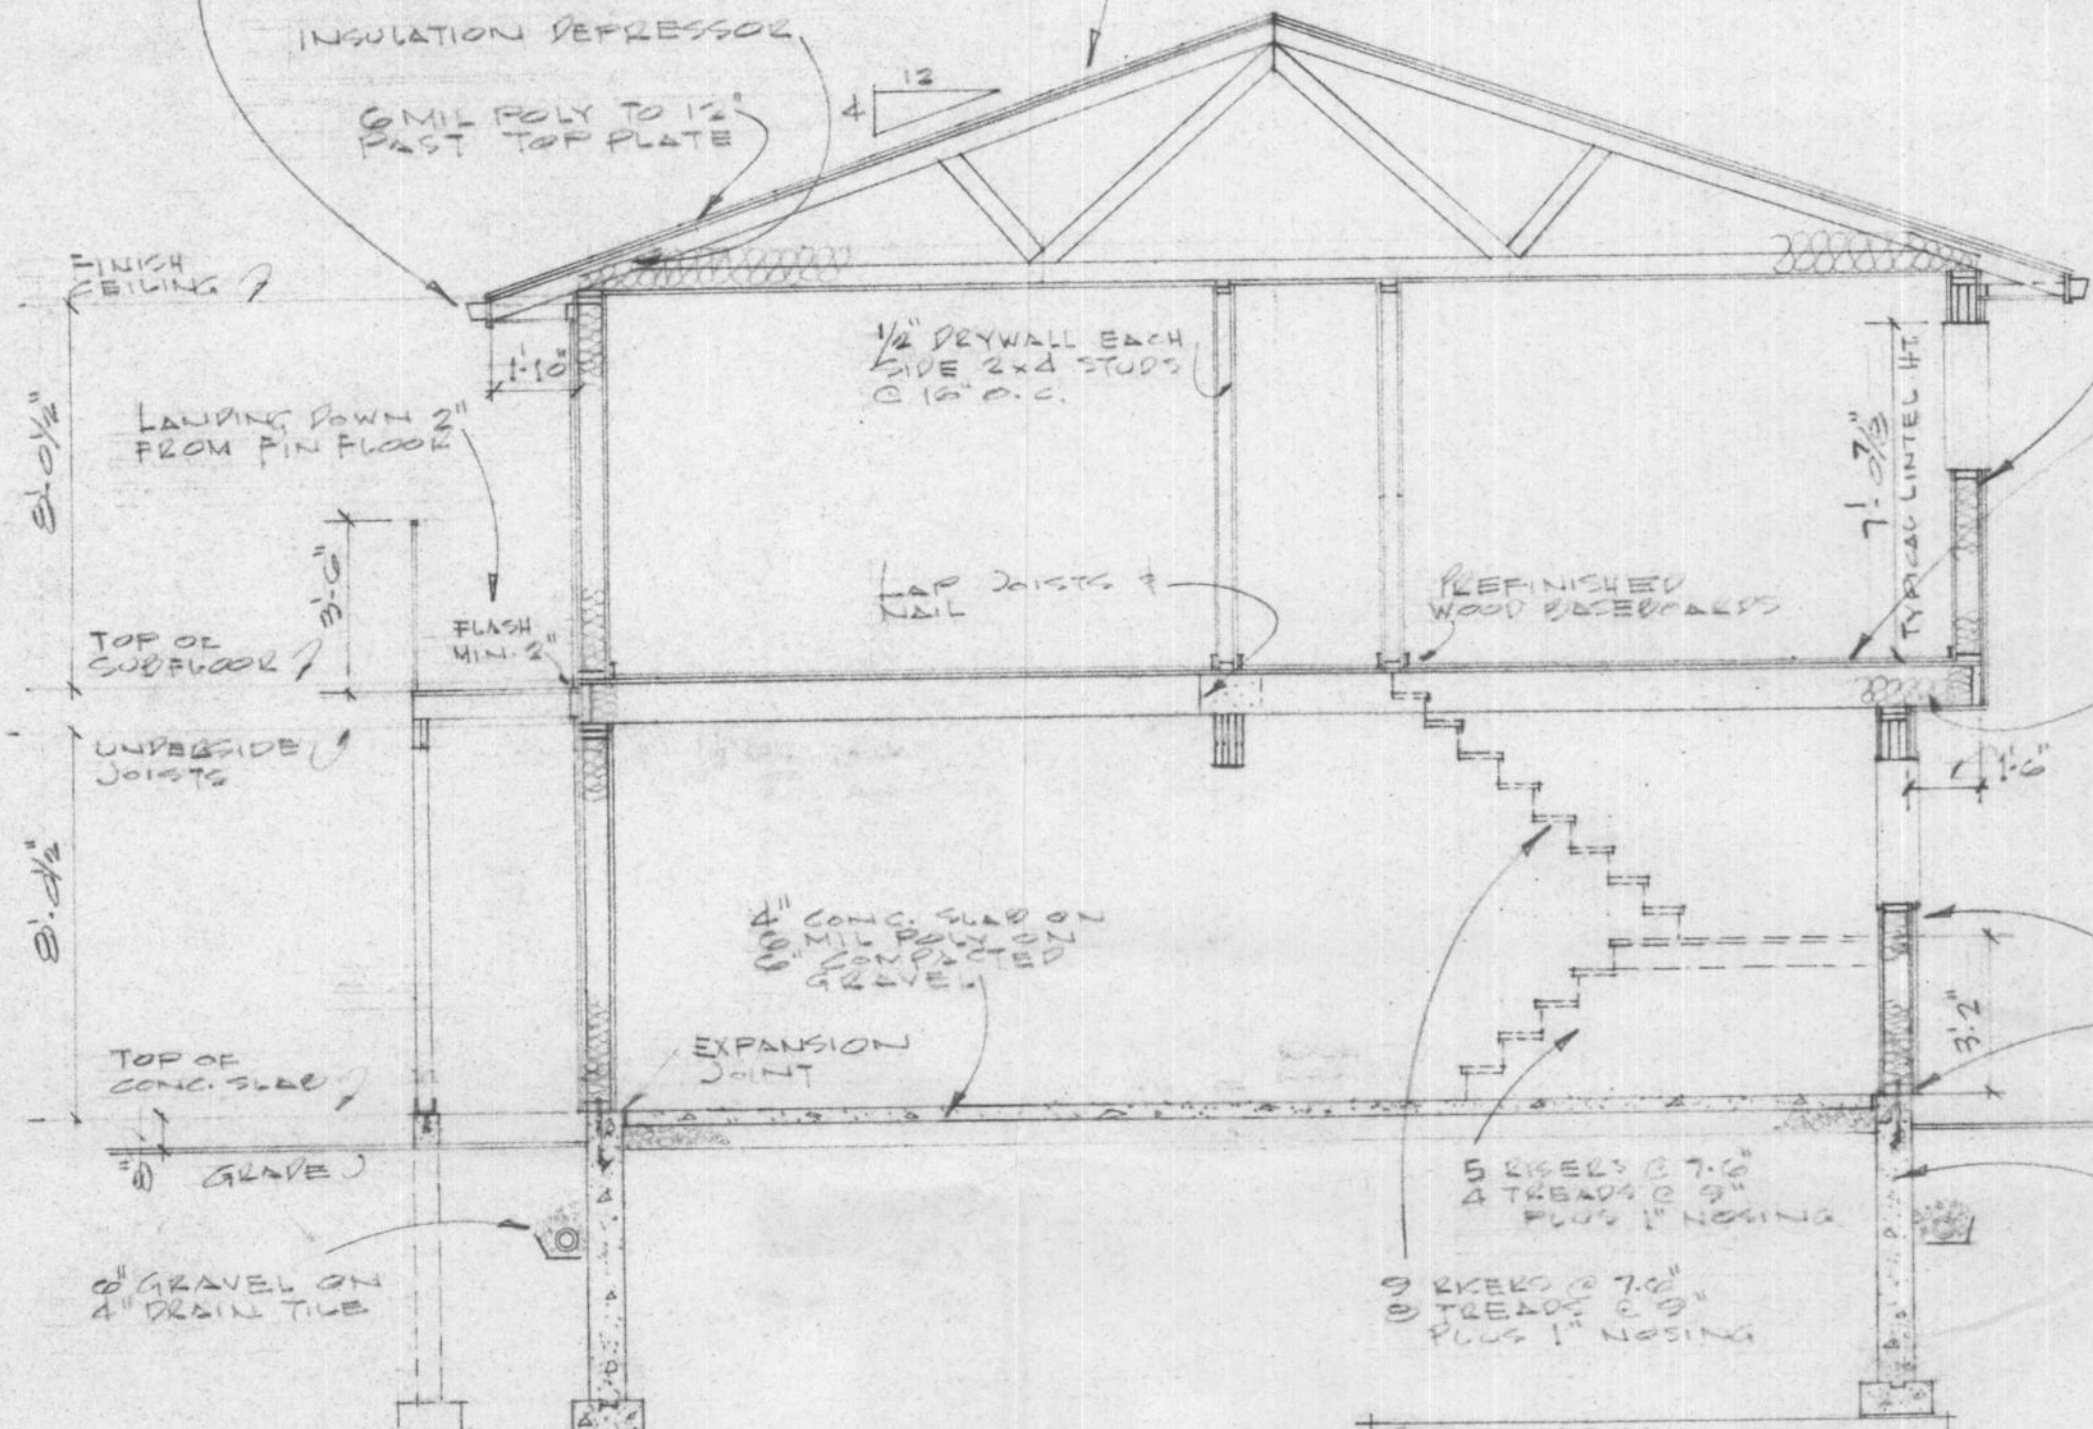 INSULATION DEPRESSOR
6 MIL POLY TO 12"
PAST TOP PLATE
12
4
FINISH
CEILING
8'-0 1/2"
1'-10"
1/2" DRYWALL EACH
SIDE 2x4 STUDS
@ 16" O.C.
LANDING DOWN 2"
FROM FIN FLOOR
7'-0 7/8"
TYPICAL LINTEL HT.
3'-6"
LAP JOISTS &
NAIL
PREFINISHED
WOOD BASEBOARDS
TOP OF
SUBFLOOR
FLASH
MIN. 2"
UNDERSIDE
JOISTS
1'-6"
8'-0 1/2"
4" CONC. SLAB ON
6 MIL POLY ON
6" COMPACTED
GRAVEL
3'-2"
EXPANSION
JOINT
TOP OF
CONC. SLAB
8"
GRADE
5 RISERS @ 7.6"
4 TREADS @ 9"
PLUS 1" NOSING
6" GRAVEL ON
4" DRAIN TILE
9 RISERS @ 7.6"
8 TREADS @ 9"
PLUS 1" NOSING